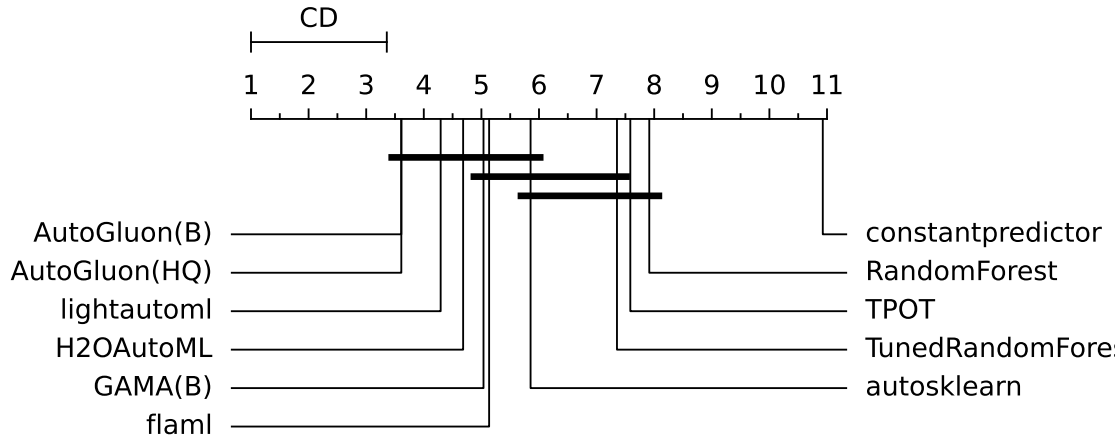 CD
1 2 3 4 5 6 7 8 9 10 11
AutoGluon(B) constantpredictor
AutoGluon(HQ) RandomForest
lightautoml TPOT
H2OAutoML TunedRandomFores
GAMA(B) autosklearn
flaml